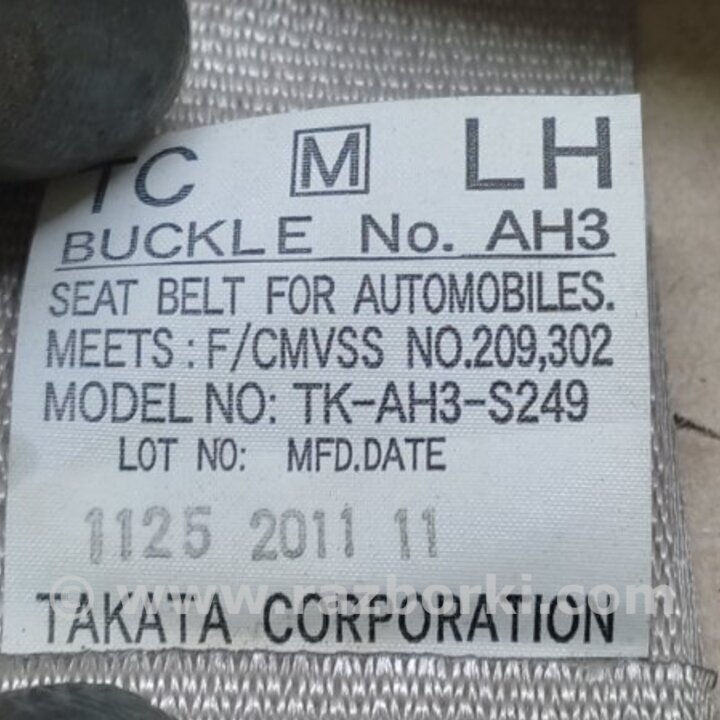 TC M LH
BUCKLE No. AH3
SEAT BELT FOR AUTOMOBILES.
MEETS : F/CMVSS NO.209,302
MODEL NO: TK-AH3-S249
LOT NO: MFD.DATE
1125 2011 11
© www.razborki.com
TAKATA CORPORATION